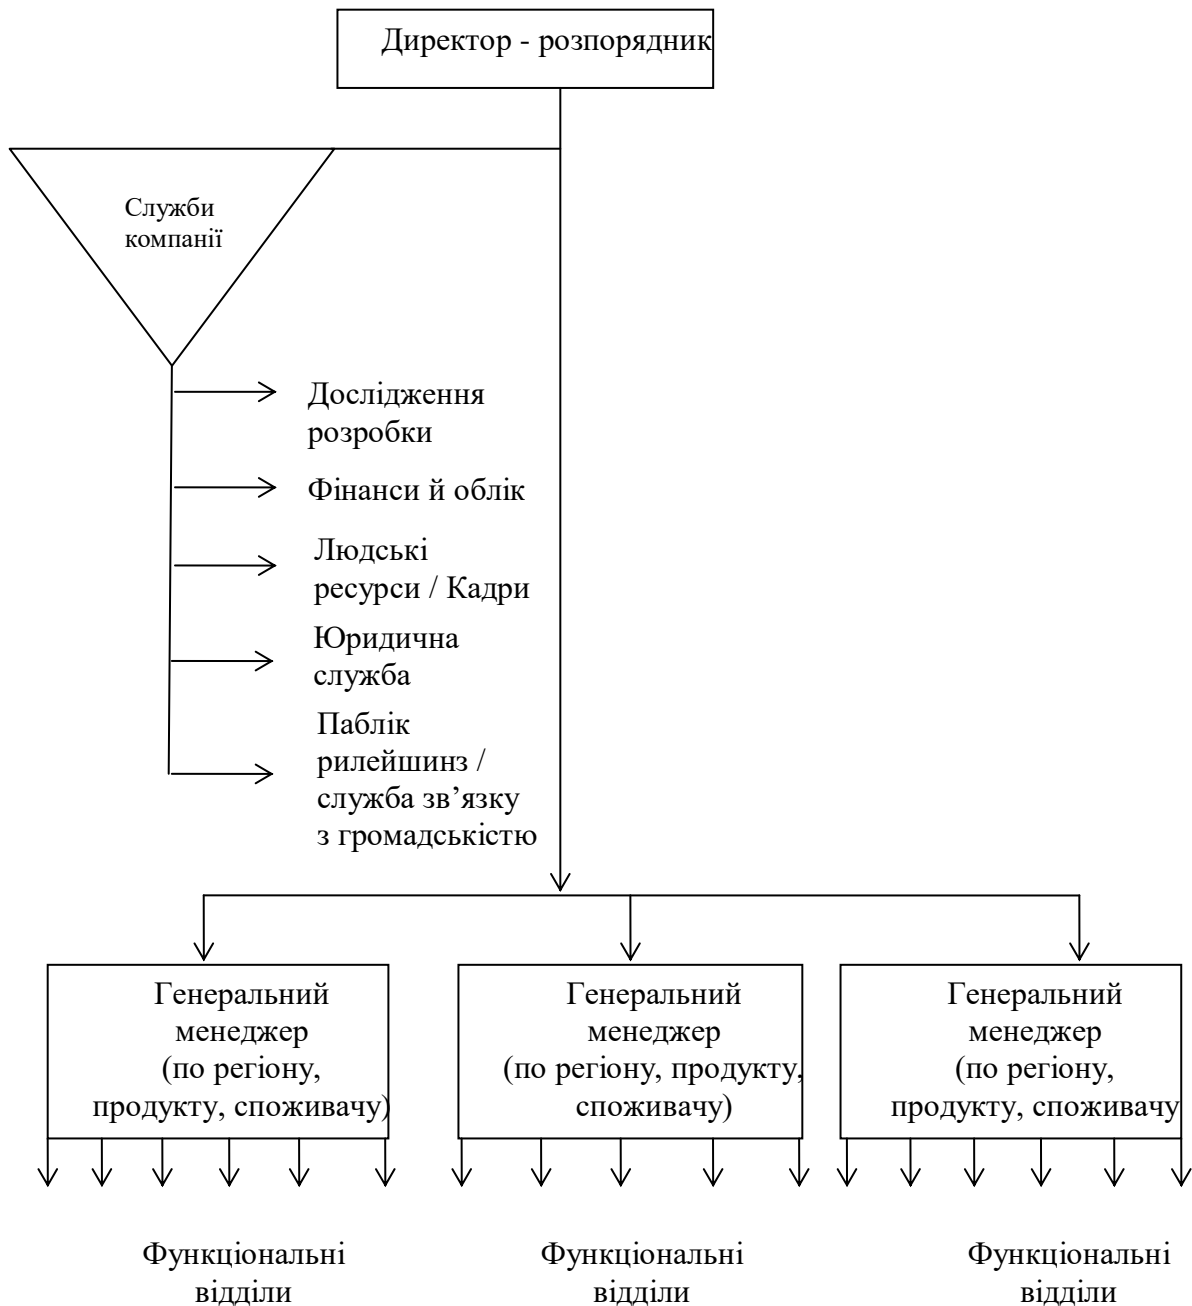 Директор - розпорядник
Служби
компанії
Дослідження
розробки
Фінанси й облік
Людські
ресурси / Кадри
Юридична
служба
Паблік
рилейшинз /
служба зв’язку
з громадськістю
Генеральний
менеджер
(по регіону,
продукту, споживачу)
Генеральний
менеджер
(по регіону, продукту,
споживачу)
Генеральний
менеджер
(по регіону,
продукту, споживачу
Функціональні
відділи
Функціональні
відділи
Функціональні
відділи